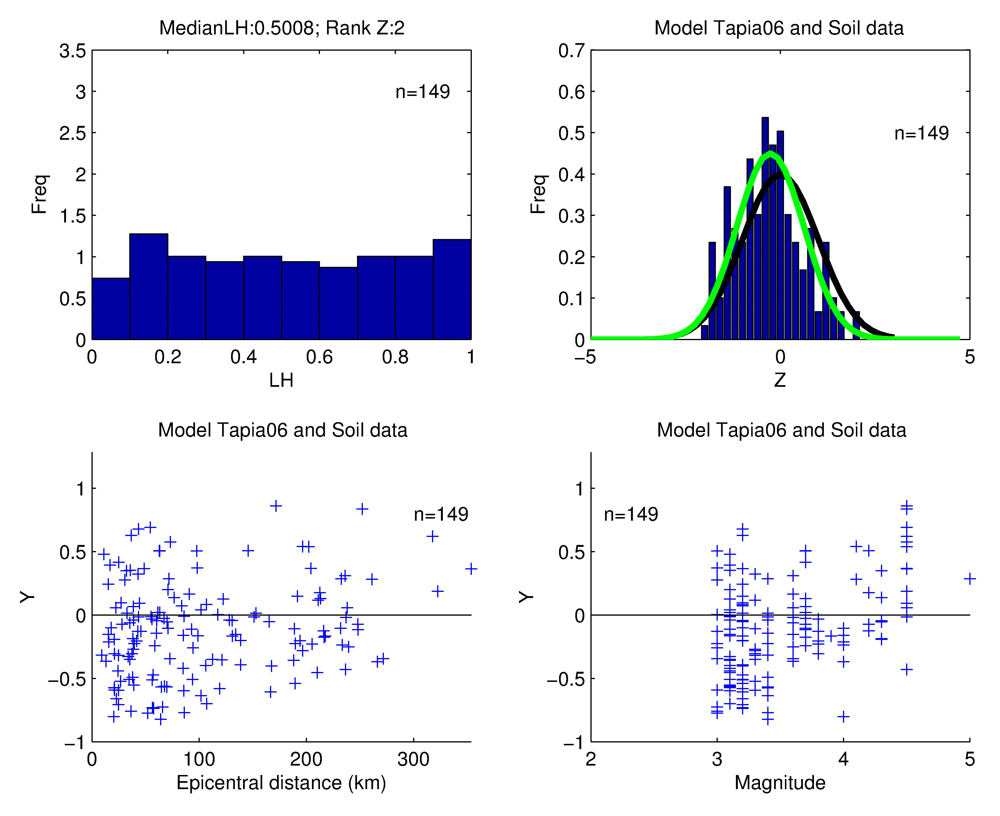 MedianLH:0.5008; Rank Z:2
3.5
3
2.5
2
1.5
1
0.5
0
Freq
n=149
0 0.2 0.4 0.6 0.8 1
LH
Model Tapia06 and Soil data
0.7
0.6
0.5
0.4
0.3
0.2
0.1
0
Freq
n=149
−5 0 5
Z
Model Tapia06 and Soil data
1
0.5
0
−0.5
−1
Y
n=149
0 100 200 300
Epicentral distance (km)
Model Tapia06 and Soil data
1
0.5
0
−0.5
−1
Y
n=149
2 3 4 5
Magnitude